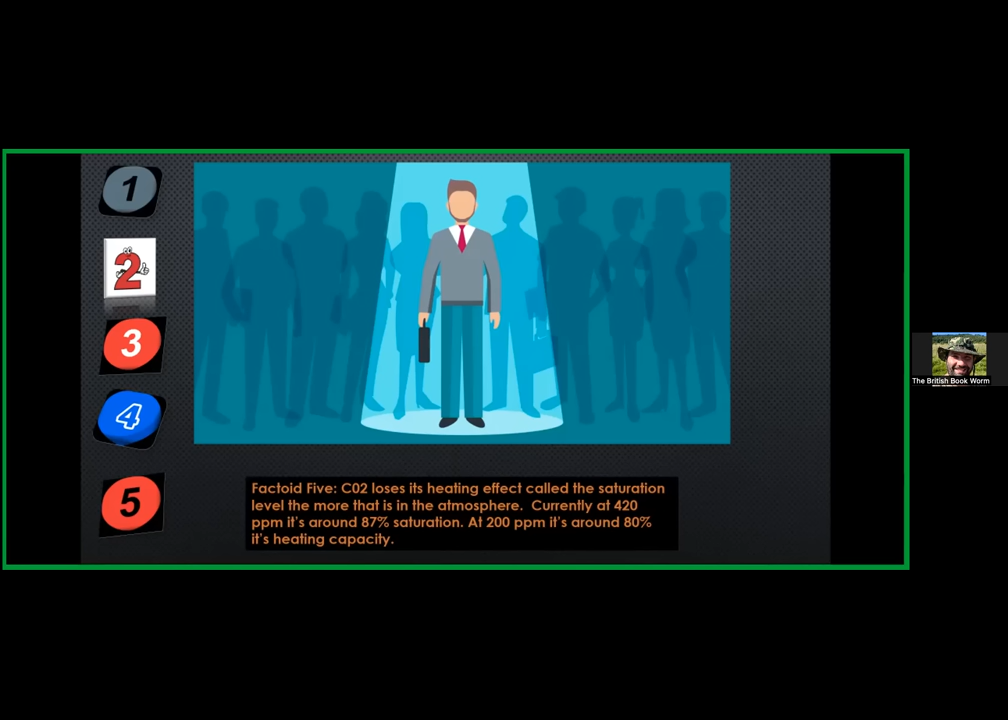 1
2
3
4
5
Factoid Five: C02 loses its heating effect called the saturation
level the more that is in the atmosphere. Currently at 420
ppm it's around 87% saturation. At 200 ppm it's around 80%
it's heating capacity.
The British Book Worm